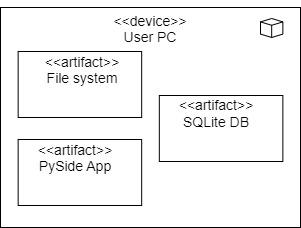 <<device>>
User PC
<<artifact>>
File system
<<artifact>>
SQLite DB
<<artifact>>
PySide App